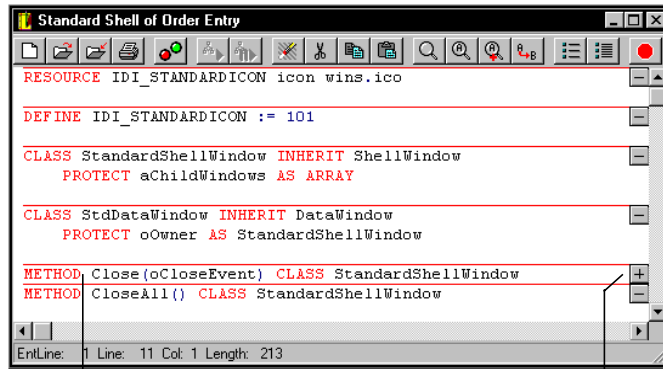 Standard Shell of Order Entry
RESOURCE IDI_STANDARDICON icon wins.ico
DEFINE IDI_STANDARDICON := 101
CLASS StandardShellWindow INHERIT ShellWindow
PROTECT aChildWindows AS ARRAY
CLASS StdDataWindow INHERIT DataWindow
PROTECT oOwner AS StandardShellWindow
METHOD Close(oCloseEvent) CLASS StandardShellWindow
METHOD CloseAll() CLASS StandardShellWindow
EntLine: 1 Line: 11 Col: 1 Length: 213